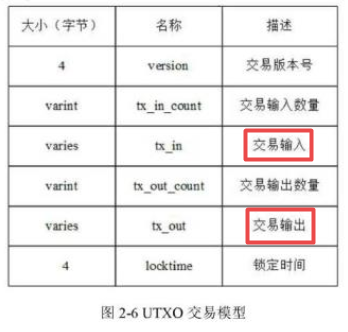 大小（字节） 名称 描述
4 version 交易版本号
varint tx_in_count 交易输入数量
varies tx_in 交易输入
varint tx_out_count 交易输出数量
varies tx_out 交易输出
4 locktime 锁定时间
图 2-6 UTXO 交易模型